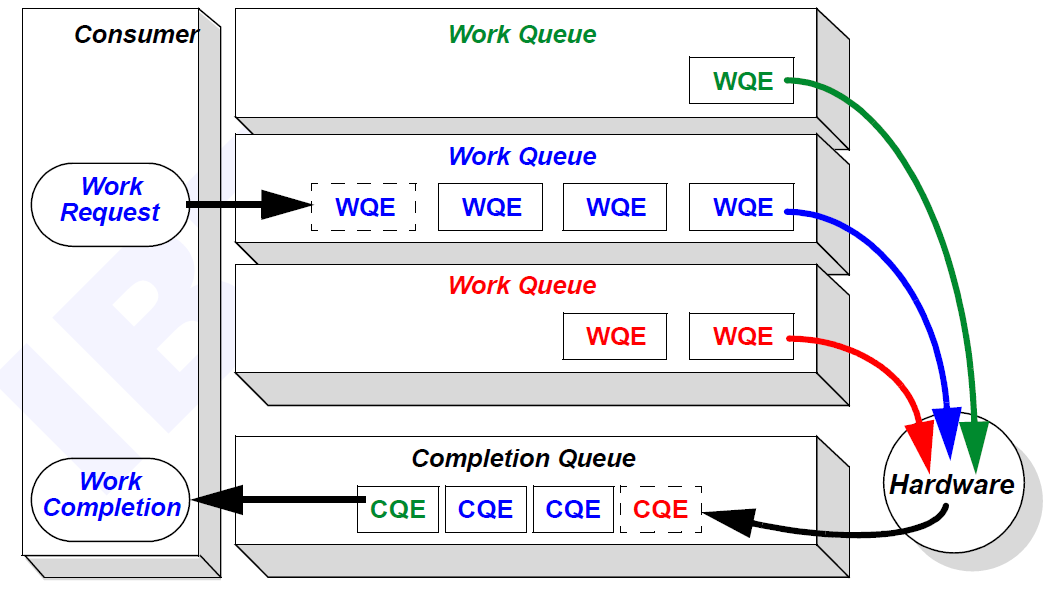 Consumer
Work Queue
WQE
Work Queue
Work
Request
WQE WQE WQE WQE
Work Queue
WQE WQE
Completion Queue
Work
Completion
CQE CQE CQE CQE
Hardware